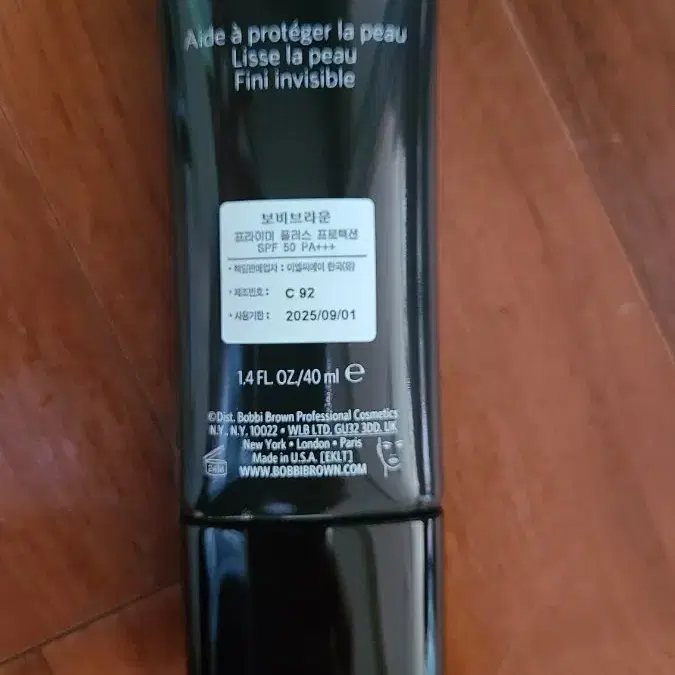 Aide à protéger la peau
Lisse la peau
Fini invisible
보비브라운
프라이머 플러스 프로텍션
SPF 50 PA+++
• 책임판매업자 : 이엘씨에이 한국(유)
• 제조번호 : C 92
• 사용기한 : 2025/09/01
1.4 FL. OZ./40 ml ℮
©Dist. Bobbi Brown Professional Cosmetics
N.Y., N.Y. 10022 • WLB LTD, GU32 3DD, UK
New York • London • Paris
Made in U.S.A. [EKLT]
24M
WWW.BOBBIBROWN.COM